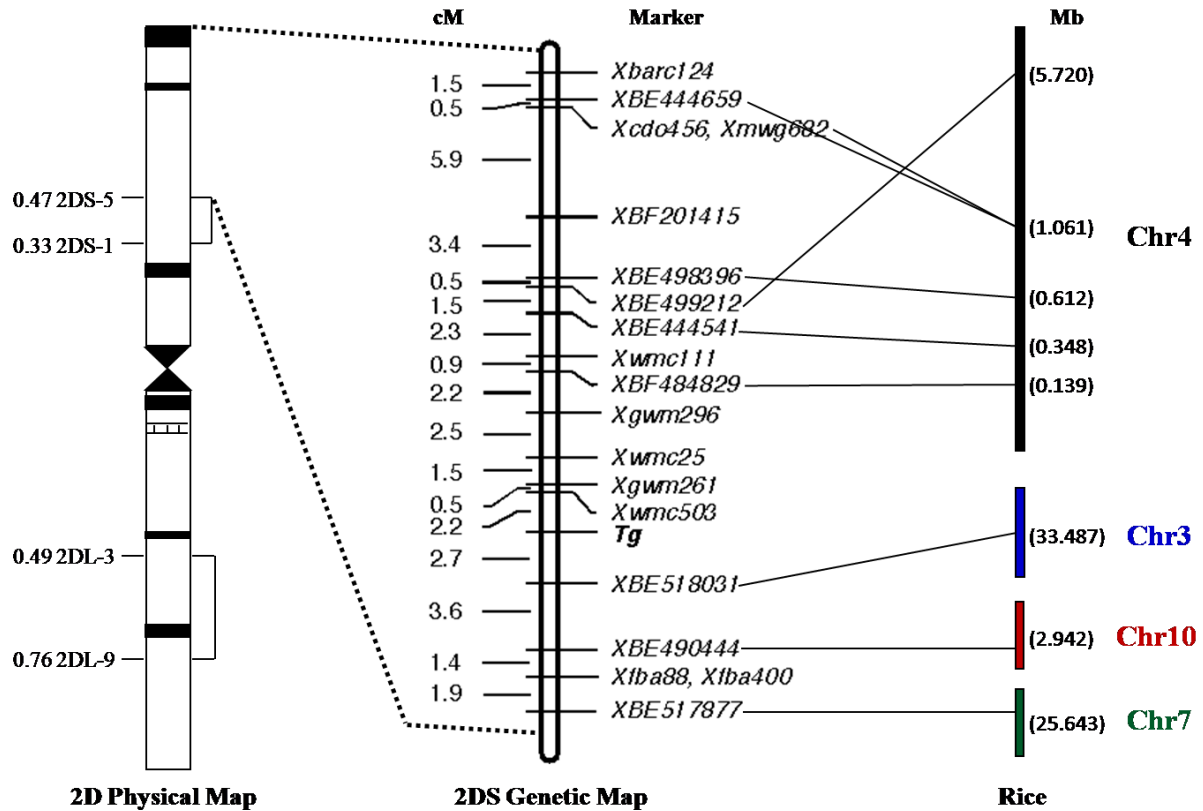 cM Marker Mb
Xbarc124
1.5
XBE444659
0.5
Xcdo456, Xmwg682
5.9
XBF201415
3.4
XBE498396
0.5
XBE499212
1.5
XBE444541
2.3
Xwmc111
0.9
XBF484829
2.2
Xgwm296
2.5
Xwmc25
1.5
Xgwm261
0.5
Xwmc503
2.2
Tg
2.7
XBE518031
3.6
XBE490444
1.4
Xfba88, Xfba400
1.9
XBE517877
0.47 2DS-5
0.33 2DS-1
0.49 2DL-3
0.76 2DL-9
(5.720)
(1.061)
Chr4
(0.612)
(0.348)
(0.139)
(33.487) Chr3
(2.942) Chr10
(25.643) Chr7
2D Physical Map 2DS Genetic Map Rice